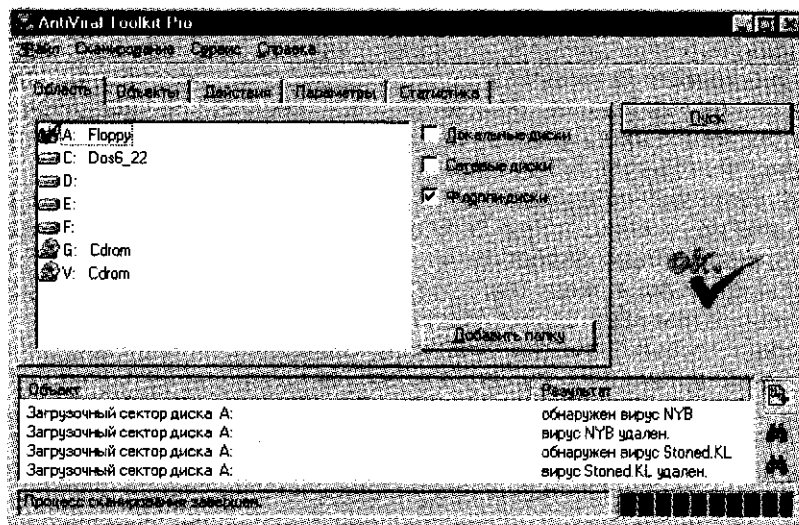 AntiViral Toolkit Pro
Файл Сканирование Сервис Справка
Область Объекты Действия Параметры Статистика
A: Floppy
C: Dos6_22
D:
E:
F:
G: Cdrom
V: Cdrom
Локальные диски
Сетевые диски
Флоппи-диски
Добавить папку
Пуск
ok.
Объект Результат
Загрузочный сектор диска A: обнаружен вирус NYB
Загрузочный сектор диска A: вирус NYB удален.
Загрузочный сектор диска A: обнаружен вирус Stoned.KL
Загрузочный сектор диска A: вирус Stoned.KL удален.
Процесс сканирования завершен.